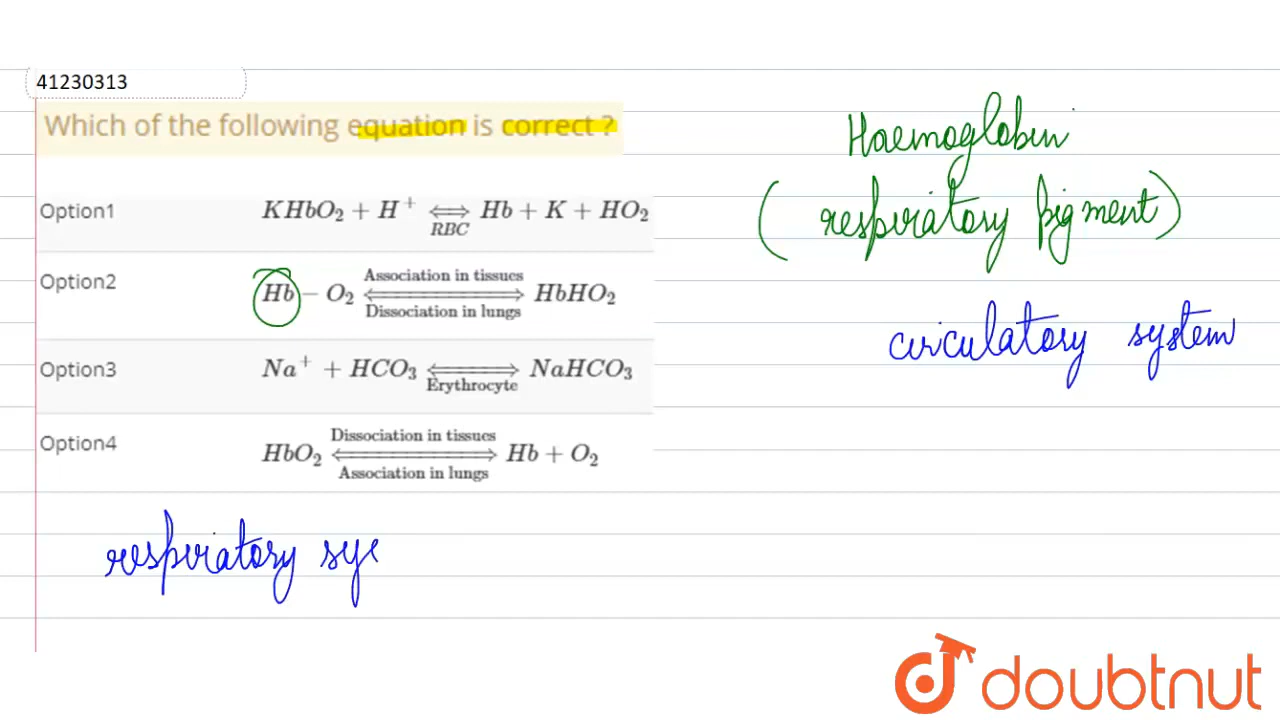 41230313
Which of the following equation is correct ?
Option1 KHbO₂ + H⁺ ⟺ Hb + K + HO₂
RBC
Option2 Hb − O₂ ⟺ HbHO₂
Association in tissues
Dissociation in lungs
Option3 Na⁺ + HCO₃ ⟺ NaHCO₃
Erythrocyte
Option4 HbO₂ ⟺ Hb + O₂
Dissociation in tissues
Association in lungs
Haemoglobin
( respiratory pigment )
circulatory system
respiratory sys
doubtnut